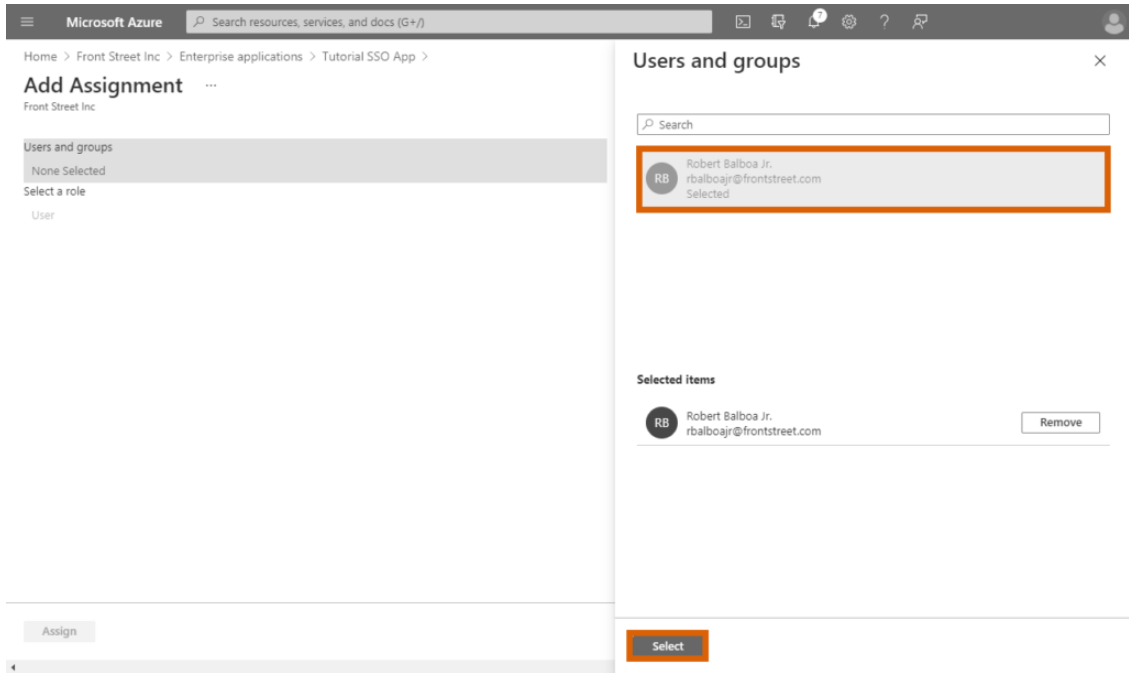 Microsoft Azure
Search resources, services, and docs (G+/)
7
?
Home > Front Street Inc > Enterprise applications > Tutorial SSO App >
Add Assignment ...
Front Street Inc
Users and groups
None Selected
Select a role
User
Assign
Users and groups
Search
RB
Robert Balboa Jr.
rbalboajr@frontstreet.com
Selected
Selected items
RB
Robert Balboa Jr.
rbalboajr@frontstreet.com
Remove
Select